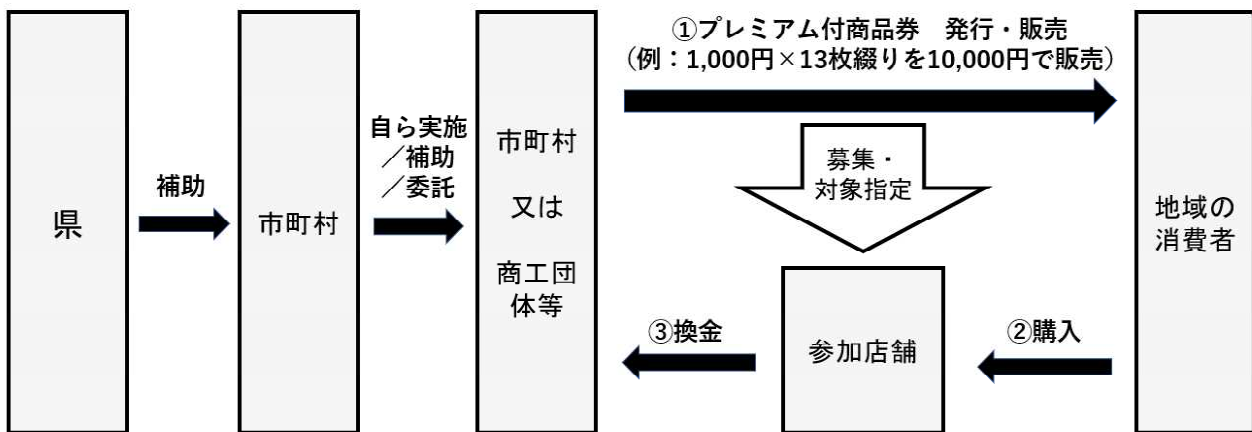 県
補助
市町村
自ら実施
／補助
／委託
市町村
又は
商工団
体等
①プレミアム付商品券　発行・販売
（例：1,000円×13枚綴りを10,000円で販売）
募集・
対象指定
地域の
消費者
③換金
参加店舗
②購入